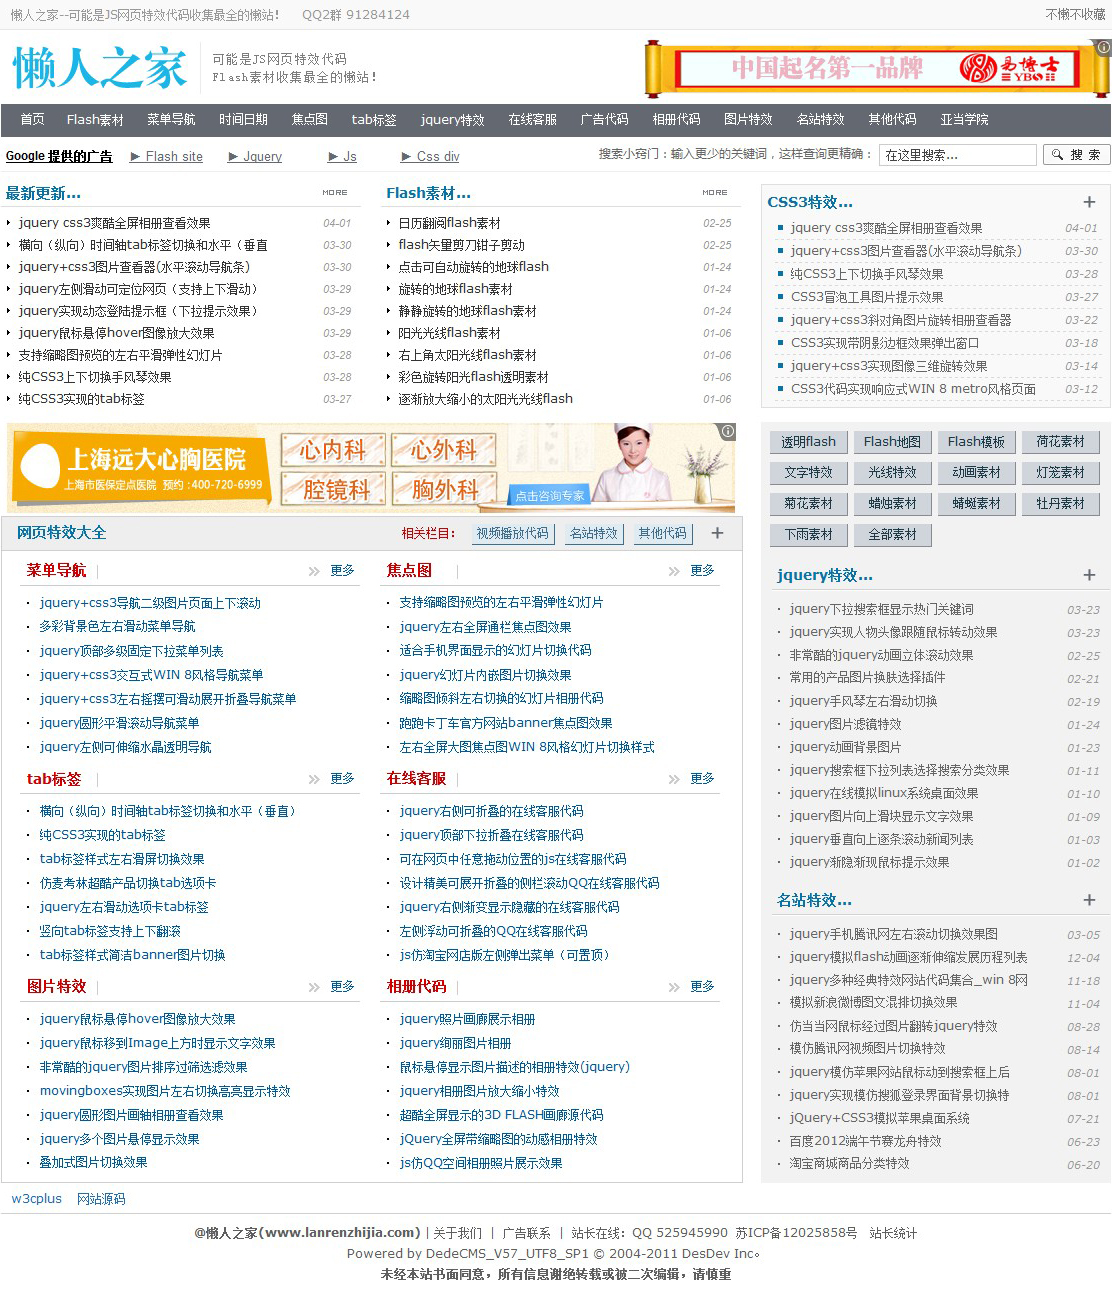 懒人之家--可能是JS网页特效代码收集最全的懒站！ QQ2群 91284124
不懒不收藏
懒人之家
可能是JS网页特效代码
Flash素材收集最全的懒站！
中国起名第一品牌 易博士 YBOSHI
首页 Flash素材 菜单导航 时间日期 焦点图 tab标签 jquery特效 在线客服 广告代码 相册代码 图片特效 名站特效 其他代码 亚当学院
Google 提供的广告 ► Flash site ► Jquery ► Js ► Css div
搜索小窍门：输入更少的关键词，这样查询更精确： 在这里搜索... 搜 索
最新更新... MORE
jquery css3爽酷全屏相册查看效果 04-01
横向（纵向）时间轴tab标签切换和水平（垂直 03-30
jquery+css3图片查看器(水平滚动导航条） 03-30
jquery左侧滑动可定位网页（支持上下滑动） 03-29
jquery实现动态登陆提示框（下拉提示效果） 03-29
jquery鼠标悬停hover图像放大效果 03-29
支持缩略图预览的左右平滑弹性幻灯片 03-28
纯CSS3上下切换手风琴效果 03-28
纯CSS3实现的tab标签 03-27
Flash素材... MORE
日历翻阅flash素材 02-25
flash矢量剪刀钳子剪动 02-25
点击可自动旋转的地球flash 01-24
旋转的地球flash素材 01-24
静静旋转的地球flash素材 01-24
阳光光线flash素材 01-06
右上角太阳光线flash素材 01-06
彩色旋转阳光flash透明素材 01-06
逐渐放大缩小的太阳光光线flash 01-06
CSS3特效... +
jquery css3爽酷全屏相册查看效果 04-01
jquery+css3图片查看器(水平滚动导航条） 03-30
纯CSS3上下切换手风琴效果 03-28
CSS3冒泡工具图片提示效果 03-27
jquery+css3斜对角图片旋转相册查看器 03-22
CSS3实现带阴影边框效果弹出窗口 03-18
jquery+css3实现图像三维旋转效果 03-14
CSS3代码实现响应式WIN 8 metro风格页面 03-12
上海远大心胸医院
上海市医保定点医院 预约：400-720-6999
心内科 心外科
腔镜科 胸外科
点击咨询专家
透明flash Flash地图 Flash模板 荷花素材
文字特效 光线特效 动画素材 灯笼素材
菊花素材 蜡烛素材 蜻蜓素材 牡丹素材
下雨素材 全部素材
网页特效大全 相关栏目： 视频播放代码 名站特效 其他代码 +
菜单导航 更多
jquery+css3导航二级图片页面上下滚动
多彩背景色左右滑动菜单导航
jquery顶部多级固定下拉菜单列表
jquery+css3交互式WIN 8风格导航菜单
jquery+css3左右摇摆可滑动展开折叠导航菜单
jquery圆形平滑滚动导航菜单
jquery左侧可伸缩水晶透明导航
焦点图 更多
支持缩略图预览的左右平滑弹性幻灯片
jquery左右全屏通栏焦点图效果
适合手机界面显示的幻灯片切换代码
jquery幻灯片内嵌图片切换效果
缩略图倾斜左右切换的幻灯片相册代码
跑跑卡丁车官方网站banner焦点图效果
左右全屏大图焦点图WIN 8风格幻灯片切换样式
tab标签 更多
横向（纵向）时间轴tab标签切换和水平（垂直）
纯CSS3实现的tab标签
tab标签样式左右滑屏切换效果
仿麦考林超酷产品切换tab选项卡
jquery左右滑动选项卡tab标签
竖向tab标签支持上下翻滚
tab标签样式简洁banner图片切换
在线客服 更多
jquery右侧可折叠的在线客服代码
jquery顶部下拉折叠在线客服代码
可在网页中任意拖动位置的js在线客服代码
设计精美可展开折叠的侧栏滚动QQ在线客服代码
jquery右侧渐变显示隐藏的在线客服代码
左侧浮动可折叠的QQ在线客服代码
js仿淘宝网店版左侧弹出菜单（可置顶）
图片特效 更多
jquery鼠标悬停hover图像放大效果
jquery鼠标移到Image上方时显示文字效果
非常酷的jquery图片排序过筛选滤效果
movingboxes实现图片左右切换高亮显示特效
jquery圆形图片画轴相册查看效果
jquery多个图片悬停显示效果
叠加式图片切换效果
相册代码 更多
jquery照片画廊展示相册
jquery绚丽图片相册
鼠标悬停显示图片描述的相册特效(jquery)
jquery相册图片放大缩小特效
超酷全屏显示的3D FLASH画廊源代码
jQuery全屏带缩略图的动感相册特效
js仿QQ空间相册照片展示效果
jquery特效... +
jquery下拉搜索框显示热门关键词 03-23
jquery实现人物头像跟随鼠标转动效果 03-23
非常酷的jquery动画立体滚动效果 02-25
常用的产品图片换肤选择插件 02-21
jquery手风琴左右滑动切换 02-19
jquery图片滤镜特效 01-24
jquery动画背景图片 01-23
jquery搜索框下拉列表选择搜索分类效果 01-11
jquery在线模拟linux系统桌面效果 01-10
jquery图片向上滑块显示文字效果 01-09
jquery垂直向上逐条滚动新闻列表 01-03
jquery渐隐渐现鼠标提示效果 01-02
名站特效... +
jquery手机腾讯网左右滚动切换效果图 03-05
jquery模拟flash动画逐渐伸缩发展历程列表 12-04
jquery多种经典特效网站代码集合_win 8网 11-18
模拟新浪微博图文混排切换效果 11-04
仿当当网鼠标经过图片翻转jquery特效 08-28
模仿腾讯网视频图片切换特效 08-14
jquery模仿苹果网站鼠标动到搜索框上后 08-01
jquery实现模仿搜狐登录界面背景切换特 08-01
jQuery+CSS3模拟苹果桌面系统 07-21
百度2012端午节赛龙舟特效 06-23
淘宝商城商品分类特效 06-20
w3cplus 网站源码
@懒人之家(www.lanrenzhijia.com) | 关于我们 | 广告联系 | 站长在线：QQ 525945990 苏ICP备12025858号 站长统计
Powered by DedeCMS_V57_UTF8_SP1 © 2004-2011 DesDev Inc。
未经本站书面同意，所有信息谢绝转载或被二次编辑，请慎重